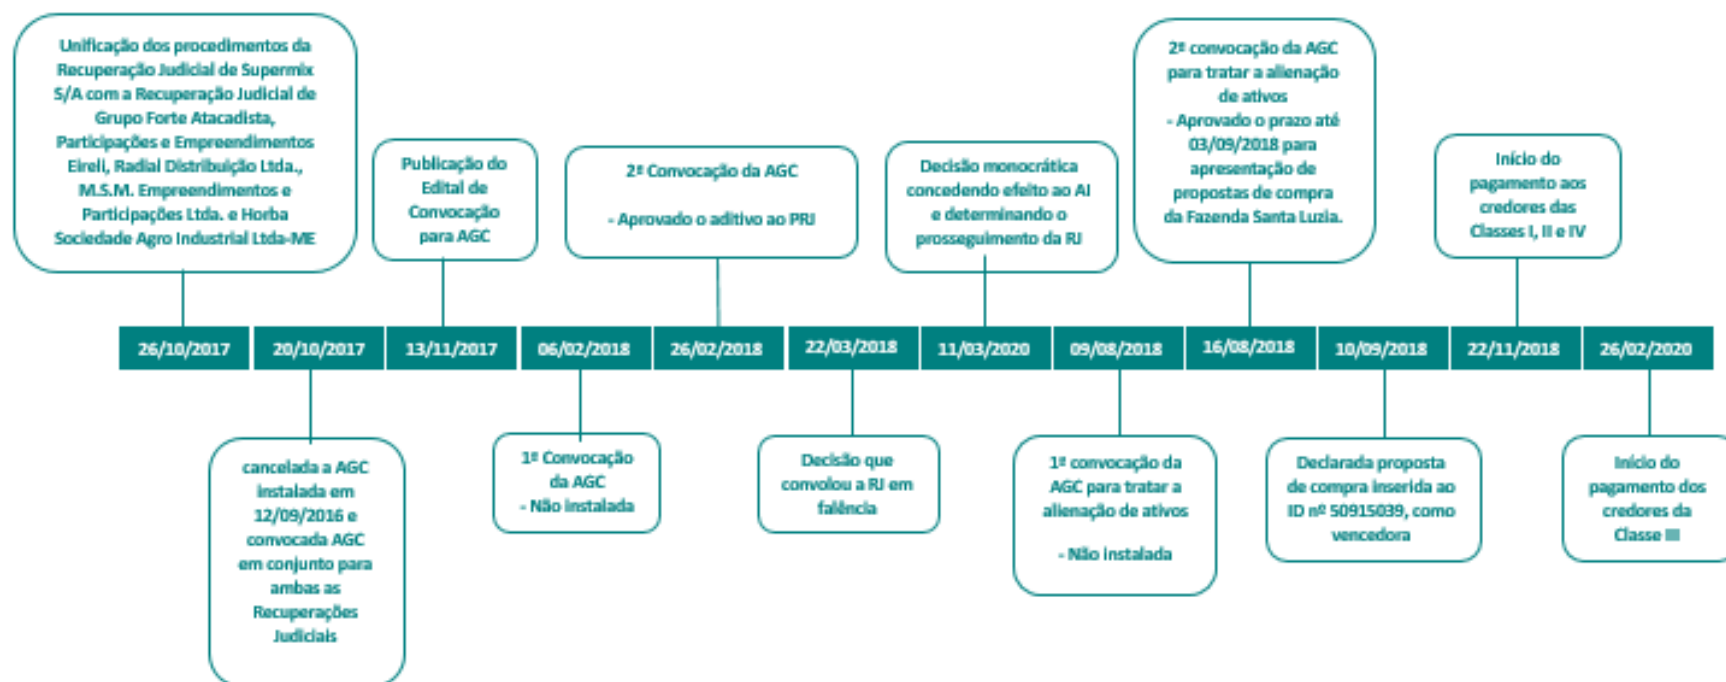 Unificação dos procedimentos da
Recuperação Judicial de Supermix
S/A com a Recuperação Judicial de
Grupo Forte Atacadista,
Participações e Empreendimentos
Eireli, Radial Distribuição Ltda.,
M.S.M. Empreendimentos e
Participações Ltda. e Horba
Sociedade Agro Industrial Ltda-ME
Publicação do
Edital de
Convocação
para AGC
2ª Convocação da AGC
- Aprovado o aditivo ao PRJ
Decisão monocrática
concedendo efeito ao AI
e determinando o
prosseguimento da RJ
2ª convocação da AGC
para tratar a alienação
de ativos
- Aprovado o prazo até
03/09/2018 para
apresentação de
propostas de compra
da Fazenda Santa Luzia.
Início do
pagamento aos
credores das
Classes I, II e IV
26/10/2017
20/10/2017
13/11/2017
06/02/2018
26/02/2018
22/03/2018
11/03/2020
09/08/2018
16/08/2018
10/09/2018
22/11/2018
26/02/2020
cancelada a AGC
instalada em
12/09/2016 e
convocada AGC
em conjunto para
ambas as
Recuperações
Judiciais
1ª Convocação
da AGC
- Não instalada
Decisão que
convolou a RJ em
falência
1ª convocação da
AGC para tratar a
alienação de ativos
- Não instalada
Declarada proposta
de compra inserida ao
ID nº 50915039, como
vencedora
Início do
pagamento dos
credores da
Classe III